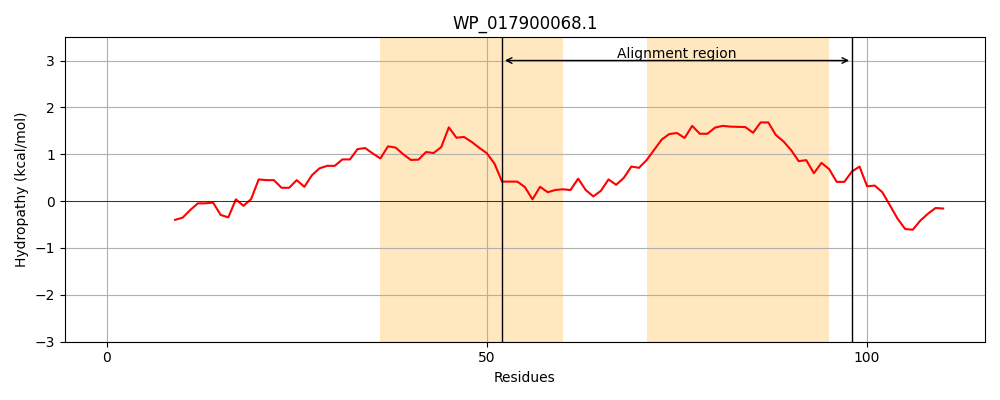 WP_017900068.1
Alignment region
Hydropathy (kcal/mol)
3
2
1
0
−1
−2
−3
0
50
100
Residues